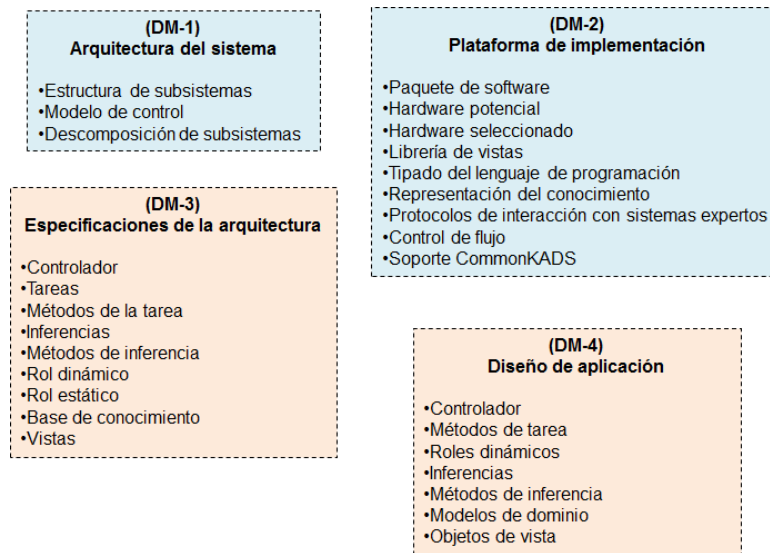 (DM-1)
Arquitectura del sistema
•Estructura de subsistemas
•Modelo de control
•Descomposición de subsistemas
(DM-2)
Plataforma de implementación
•Paquete de software
•Hardware potencial
•Hardware seleccionado
•Librería de vistas
•Tipado del lenguaje de programación
•Representación del conocimiento
•Protocolos de interacción con sistemas expertos
•Control de flujo
•Soporte CommonKADS
(DM-3)
Especificaciones de la arquitectura
•Controlador
•Tareas
•Métodos de la tarea
•Inferencias
•Métodos de inferencia
•Rol dinámico
•Rol estático
•Base de conocimiento
•Vistas
(DM-4)
Diseño de aplicación
•Controlador
•Métodos de tarea
•Roles dinámicos
•Inferencias
•Métodos de inferencia
•Modelos de dominio
•Objetos de vista